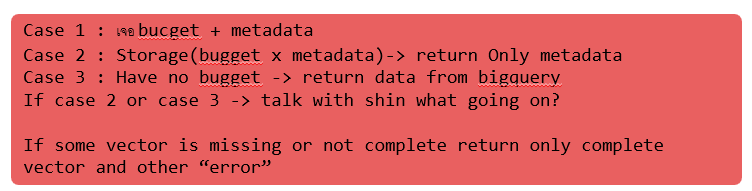 Case 1 : เจอ bucget + metadata
Case 2 : Storage(bugget x metadata)-> return Only metadata
Case 3 : Have no bugget -> return data from bigquery
If case 2 or case 3 -> talk with shin what going on?
If some vector is missing or not complete return only complete
vector and other “error”